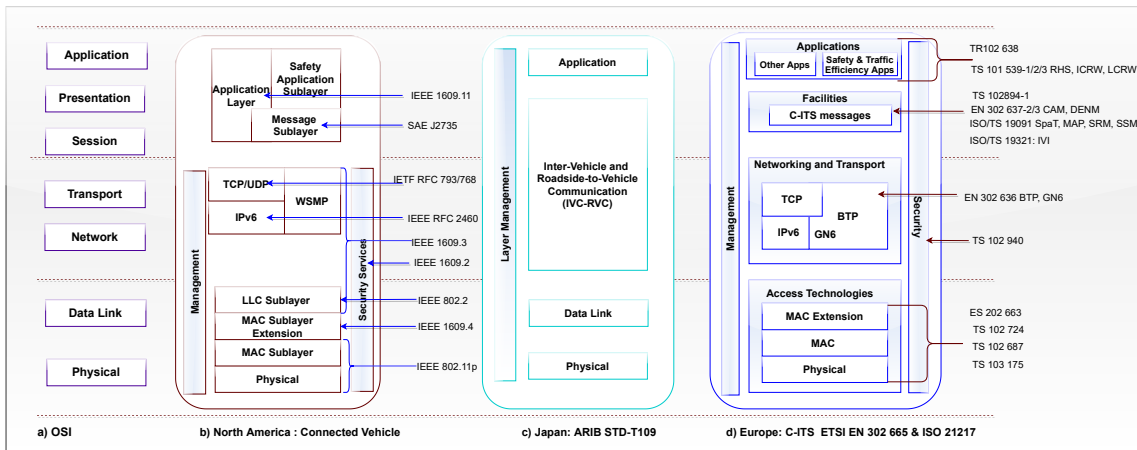 Application
Presentation
Session
Transport
Network
Data Link
Physical
a) OSI
Application
Layer
Safety
Application
Sublayer
Message
Sublayer
TCP/UDP
WSMP
IPv6
LLC Sublayer
MAC Sublayer
Extension
MAC Sublayer
Physical
Management
Security Services
IEEE 1609.11
SAE J2735
IETF RFC 793/768
IEEE RFC 2460
IEEE 1609.3
IEEE 1609.2
IEEE 802.2
IEEE 1609.4
IEEE 802.11p
b) North America : Connected Vehicle
Layer Management
Application
Inter-Vehicle and
Roadside-to-Vehicle
Communication
(IVC-RVC)
Data Link
Physical
c) Japan: ARIB STD-T109
Management
Applications
Other Apps
Safety & Traffic
Efficiency Apps
Facilities
C-ITS messages
Networking and Transport
TCP
BTP
IPv6
GN6
Access Technologies
MAC Extension
MAC
Physical
Security
TR102 638
TS 101 539-1/2/3 RHS, ICRW, LCRW
TS 102894-1
EN 302 637-2/3 CAM, DENM
ISO/TS 19091 SpaT, MAP, SRM, SSM
ISO/TS 19321: IVI
EN 302 636 BTP, GN6
TS 102 940
ES 202 663
TS 102 724
TS 102 687
TS 103 175
d) Europe: C-ITS ETSI EN 302 665 & ISO 21217